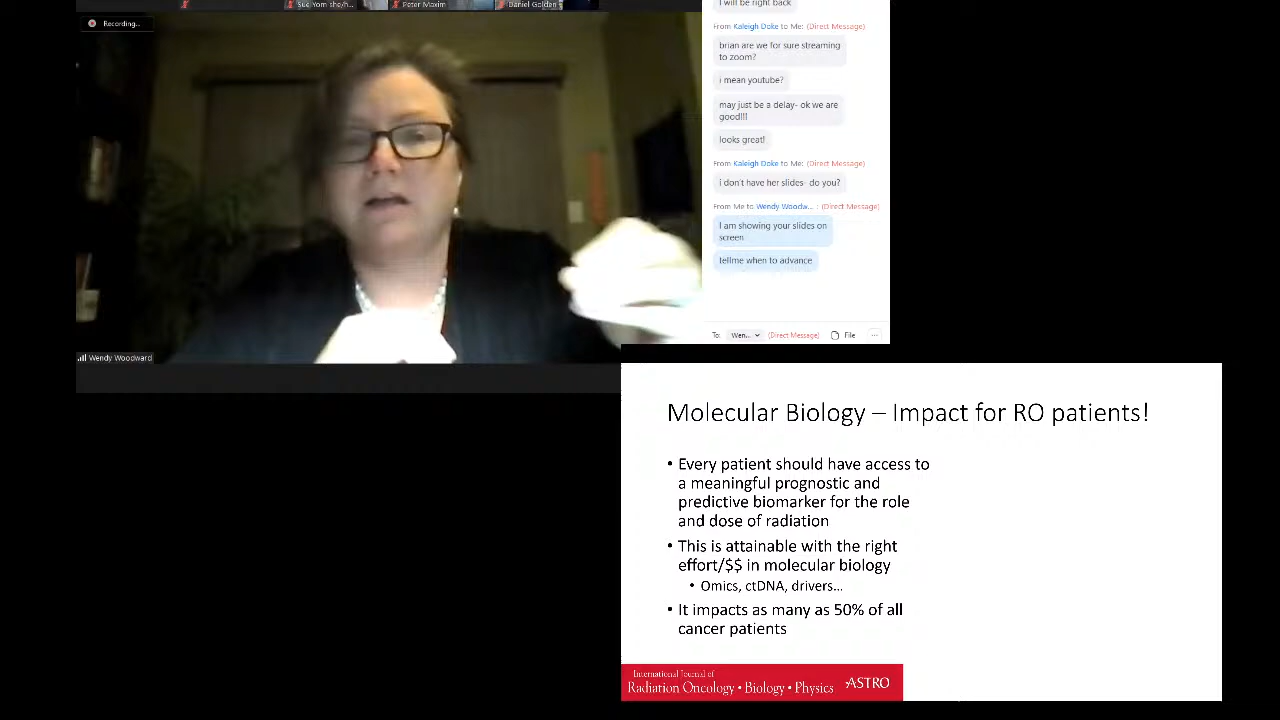 Sue Yom she/h...
Peter Maxim
Daniel Golden
Recording...
Wendy Woodward
I will be right back
From Kaleigh Doke to Me: (Direct Message)
brian are we for sure streaming
to zoom?
i mean youtube?
may just be a delay- ok we are
good!!!
looks great!
From Kaleigh Doke to Me: (Direct Message)
i don't have her slides- do you?
From Me to Wendy Woodw... : (Direct Message)
I am showing your slides on
screen
tellme when to advance
To: Wen... (Direct Message) File ...
Molecular Biology – Impact for RO patients!
• Every patient should have access to
a meaningful prognostic and
predictive biomarker for the role
and dose of radiation
• This is attainable with the right
effort/$$ in molecular biology
• Omics, ctDNA, drivers…
• It impacts as many as 50% of all
cancer patients
International Journal of
Radiation Oncology • Biology • Physics
ASTRO